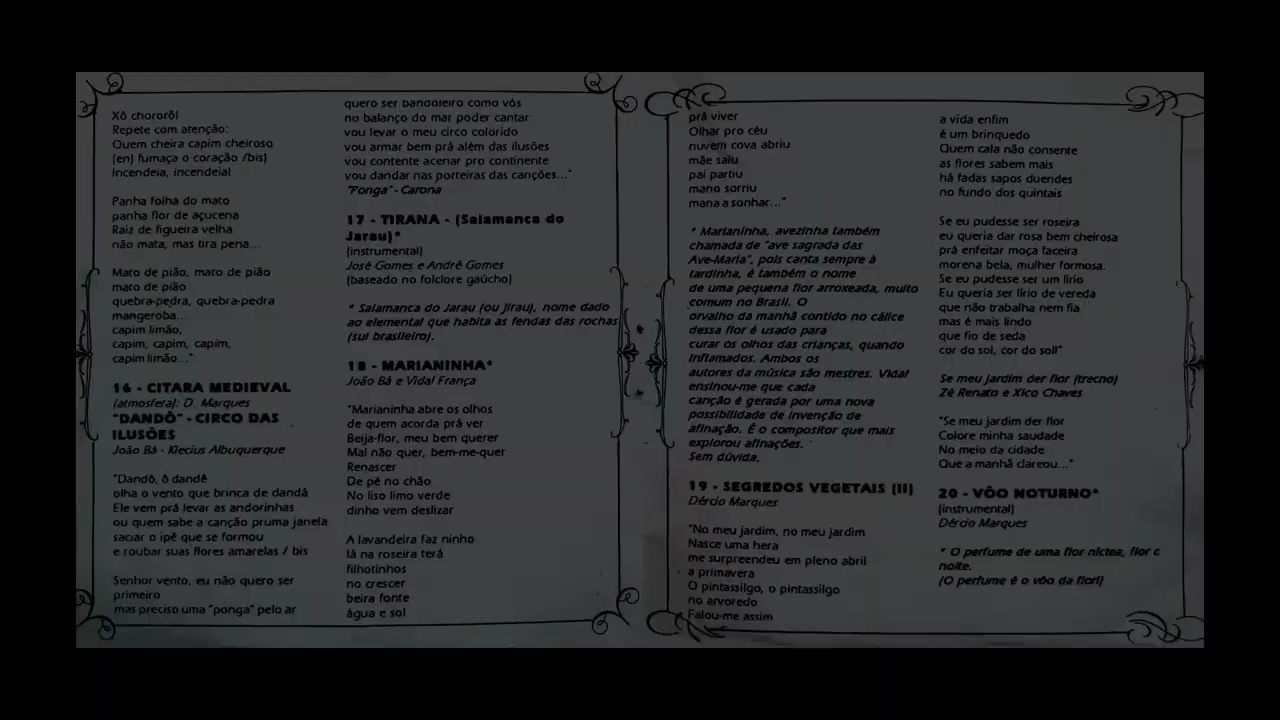 Xô chororô!
Repete com atenção:
Quem cheira capim cheiroso
(en) fumaça o coração /bis)
Incendeia, incendeia!
Panha folha do mato
panha flor de açucena
Raiz de figueira velha
não mata, mas tira pena...
Mato de pião, mato de pião
mato de pião
quebra-pedra, quebra-pedra
mangeroba...
capim limão,
capim, capim, capim,
capim limão..."
16 - CITARA MEDIEVAL
(atmosfera): D. Marques
"DANDÔ" - CIRCO DAS
ILUSÕES
João Bá - Klecius Albuquerque
"Dandô, ô dandê
olha o vento que brinca de dandá
Ele vem prá levar as andorinhas
ou quem sabe a canção pruma janela
saciar o ipê que se formou
e roubar suas flores amarelas / bis
Senhor vento, eu não quero ser
primeiro
mas preciso uma "ponga" pelo ar
quero ser bandoleiro como vós
no balanço do mar poder cantar
vou levar o meu circo colorido
vou armar bem prá além das ilusões
vou contente acenar pro continente
vou dandar nas porteiras das canções..."
"Ponga" - Carona
17 - TIRANA - (Salamanca do
Jarau)*
(instrumental)
José Gomes e André Gomes
(baseado no folclore gaúcho)
* Salamanca do Jarau (ou Jirau), nome dado
ao elemental que habita as fendas das rochas
(sul brasileiro).
18 - MARIANINHA*
João Bá e Vidal França
"Marianinha abre os olhos
de quem acorda prá ver
Beija-flor, meu bem querer
Mal não quer, bem-me-quer
Renascer
De pé no chão
No liso limo verde
dinho vem deslizar
A lavandeira faz ninho
lá na roseira terá
filhotinhos
no crescer
beira fonte
água e sol
prá viver
Olhar pro céu
nuvem cova abriu
mãe saiu
pai partiu
mano sorriu
mana a sonhar..."
* Marianinha, avezinha também
chamada de "ave sagrada das
Ave-Maria", pois canta sempre à
tardinha, é também o nome
de uma pequena flor arroxeada, muito
comum no Brasil. O
orvalho da manhã contido no cálice
dessa flor é usado para
curar os olhos das crianças, quando
inflamados. Ambos os
autores da música são mestres. Vidal
ensinou-me que cada
canção é gerada por uma nova
possibilidade de invenção de
afinação. É o compositor que mais
explorou afinações.
Sem dúvida.
19 - SEGREDOS VEGETAIS (II)
Dércio Marques
"No meu jardim, no meu jardim
Nasce uma hera
me surpreendeu em pleno abril
a primavera
O pintassilgo, o pintassilgo
no arvoredo
Falou-me assim
a vida enfim
é um brinquedo
Quem cala não consente
as flores sabem mais
há fadas sapos duendes
no fundo dos quintais
Se eu pudesse ser roseira
eu queria dar rosa bem cheirosa
prá enfeitar moça faceira
morena bela, mulher formosa.
Se eu pudesse ser um lírio
Eu queria ser lírio de vereda
que não trabalha nem fia
mas é mais lindo
que fio de seda
cor do sol, cor do sol!"
Se meu jardim der flor (trecno)
Zé Renato e Xico Chaves
"Se meu jardim der flor
Colore minha saudade
No meio da cidade
Que a manhã clareou..."
20 - VÔO NOTURNO*
(instrumental)
Dércio Marques
* O perfume de uma flor níctea, flor c
noite.
(O perfume é o vôo da flor!)